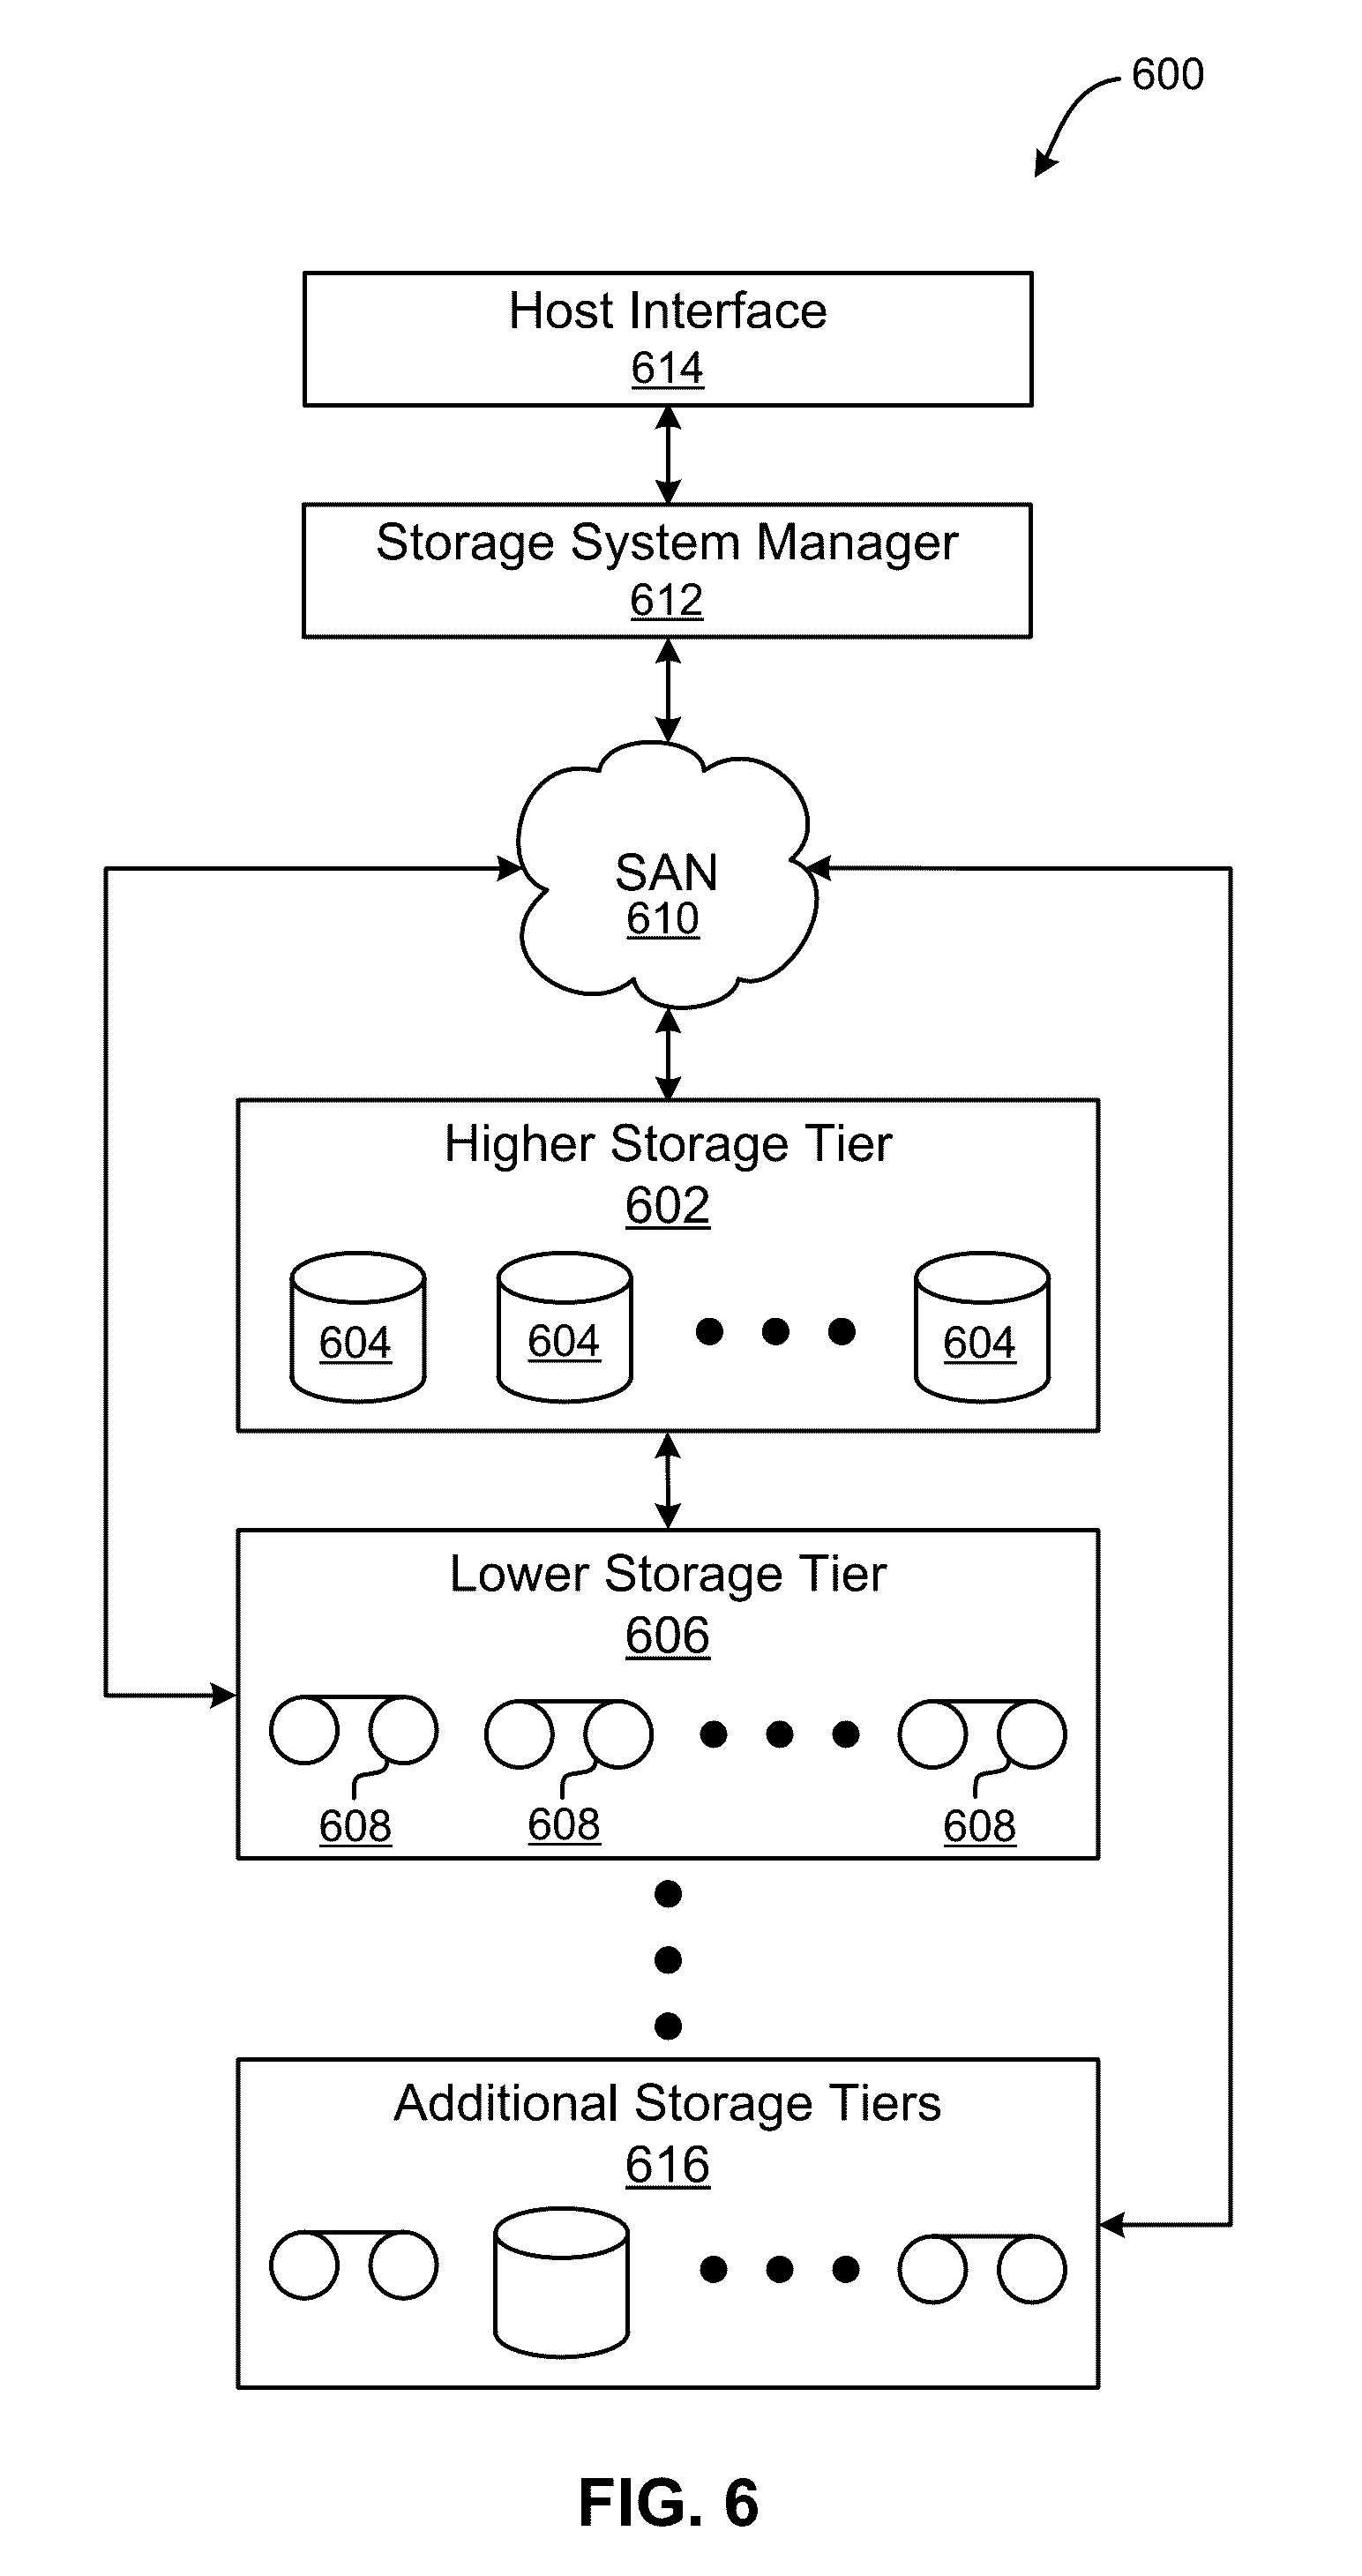 600
Host Interface
614
Storage System Manager
612
SAN
610
Higher Storage Tier
602
604 604 604
Lower Storage Tier
606
608 608 608
Additional Storage Tiers
616
FIG. 6